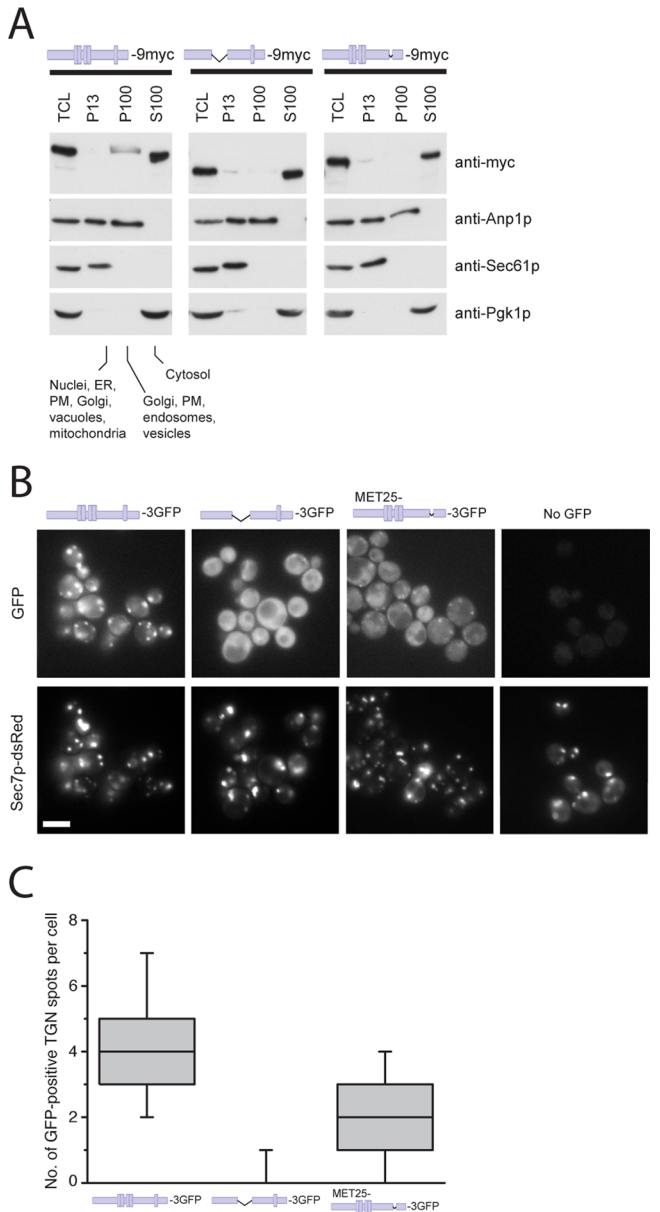 A
-9myc -9myc -9myc
TCL P13 P100 S100 TCL P13 P100 S100 TCL P13 P100 S100
anti-myc
anti-Anp1p
anti-Sec61p
anti-Pgk1p
Nuclei, ER,
PM, Golgi,
vacuoles,
mitochondria
Golgi, PM,
endosomes,
vesicles
Cytosol
B
-3GFP -3GFP MET25- -3GFP No GFP
GFP
Sec7p-dsRed
C
No. of GFP-positive TGN spots per cell
8
6
4
2
0
-3GFP -3GFP MET25- -3GFP